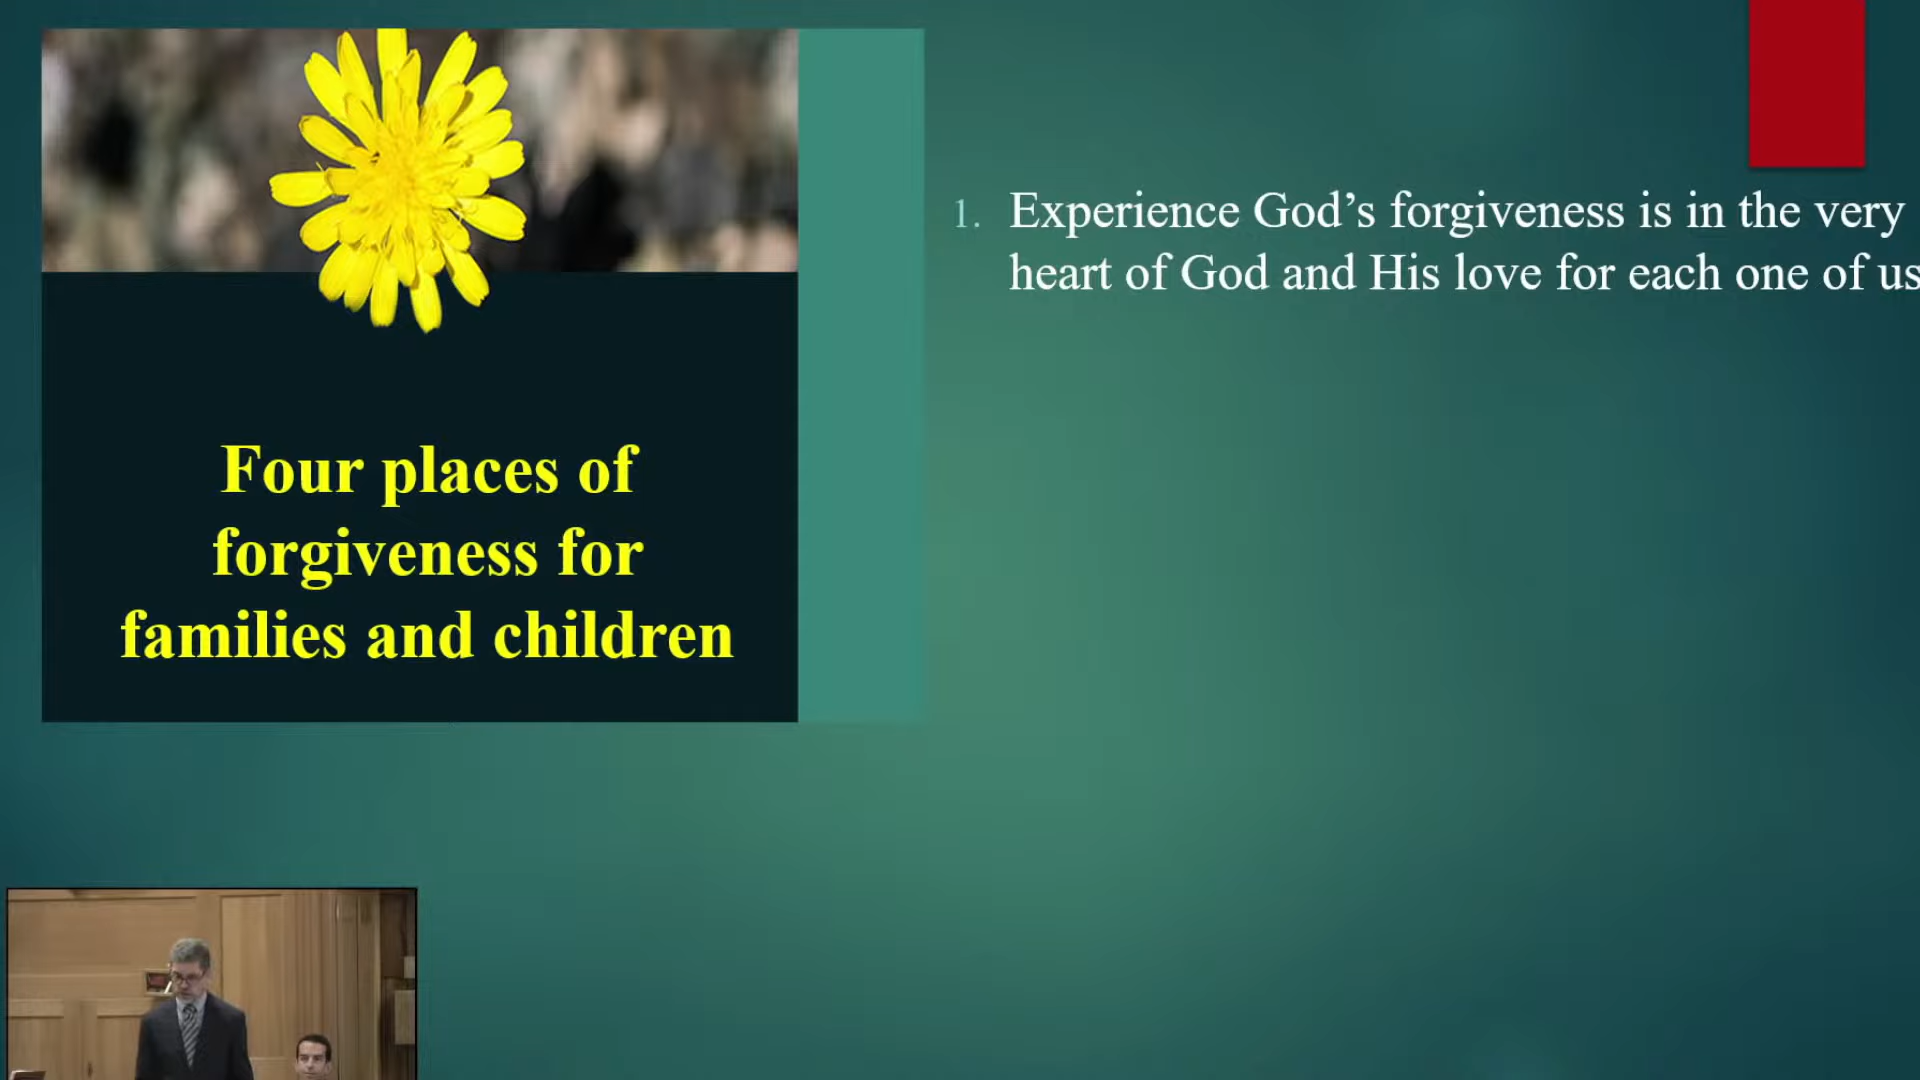 Four places of
forgiveness for
families and children
1. Experience God’s forgiveness is in the very
heart of God and His love for each one of us